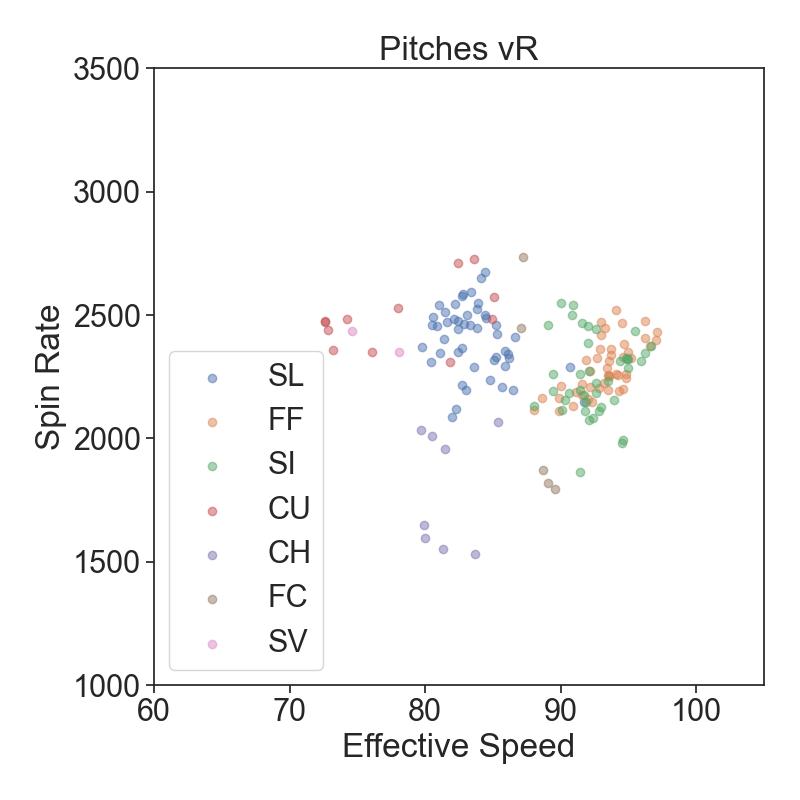 Pitches vR
3500
3000
2500
2000
1500
1000
Spin Rate
SL
FF
SI
CU
CH
FC
SV
60 70 80 90 100
Effective Speed